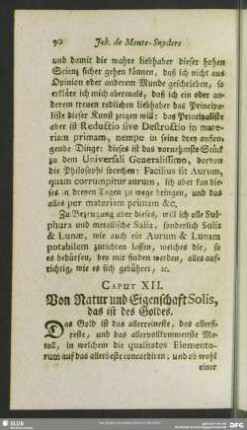 90 Joh. de Monte-Snyders
und damit die wahre liebhaber dieser hohen
Scienz sicher gehen können, daß ich nicht aus
Opinion oder anderem Munde geschrieben, so
erkläre ich mich abermals, daß ich ein oder an-
derem treuen redlichen liebhaber das Principa-
liste dieser Kunst zeigen will: das Principaliste
aber ist Reductio sive Destructio in mate-
riam primam, nempe in seine drey anfan-
gende Dinge: dieses ist das vornehmste Stück
zu dem Universali Generalissimo, davon
die Philosophi sprechen: Facilius fit Aurum,
quam corrumpitur aurum, ich aber kan die-
ses in dreyen Tagen zu wege bringen, und das
alles per materiam primam &c.
Zu Bezeugung aber dieses, will ich alle Sul-
phura und metallische Salia, sonderlich Solis
& Lunæ, wie auch ein Aurum & Lunam
potabilem zurichten lassen, welches die, so
es bedürfen, bey mir finden werden, alles auf-
richtig, wie es sich gebühret, ꝛc.
CAPUT XII.
Von Natur und Eigenschaft Solis,
das ist des Goldes.
Das Gold ist das allerreineste, das allerfi-
xeste, und das allervollkommenste Me-
tall, in welchem die qualitates Elemento-
rum auf das allerbeste concordiren; und ob wohl
einer
SLUB
DFG